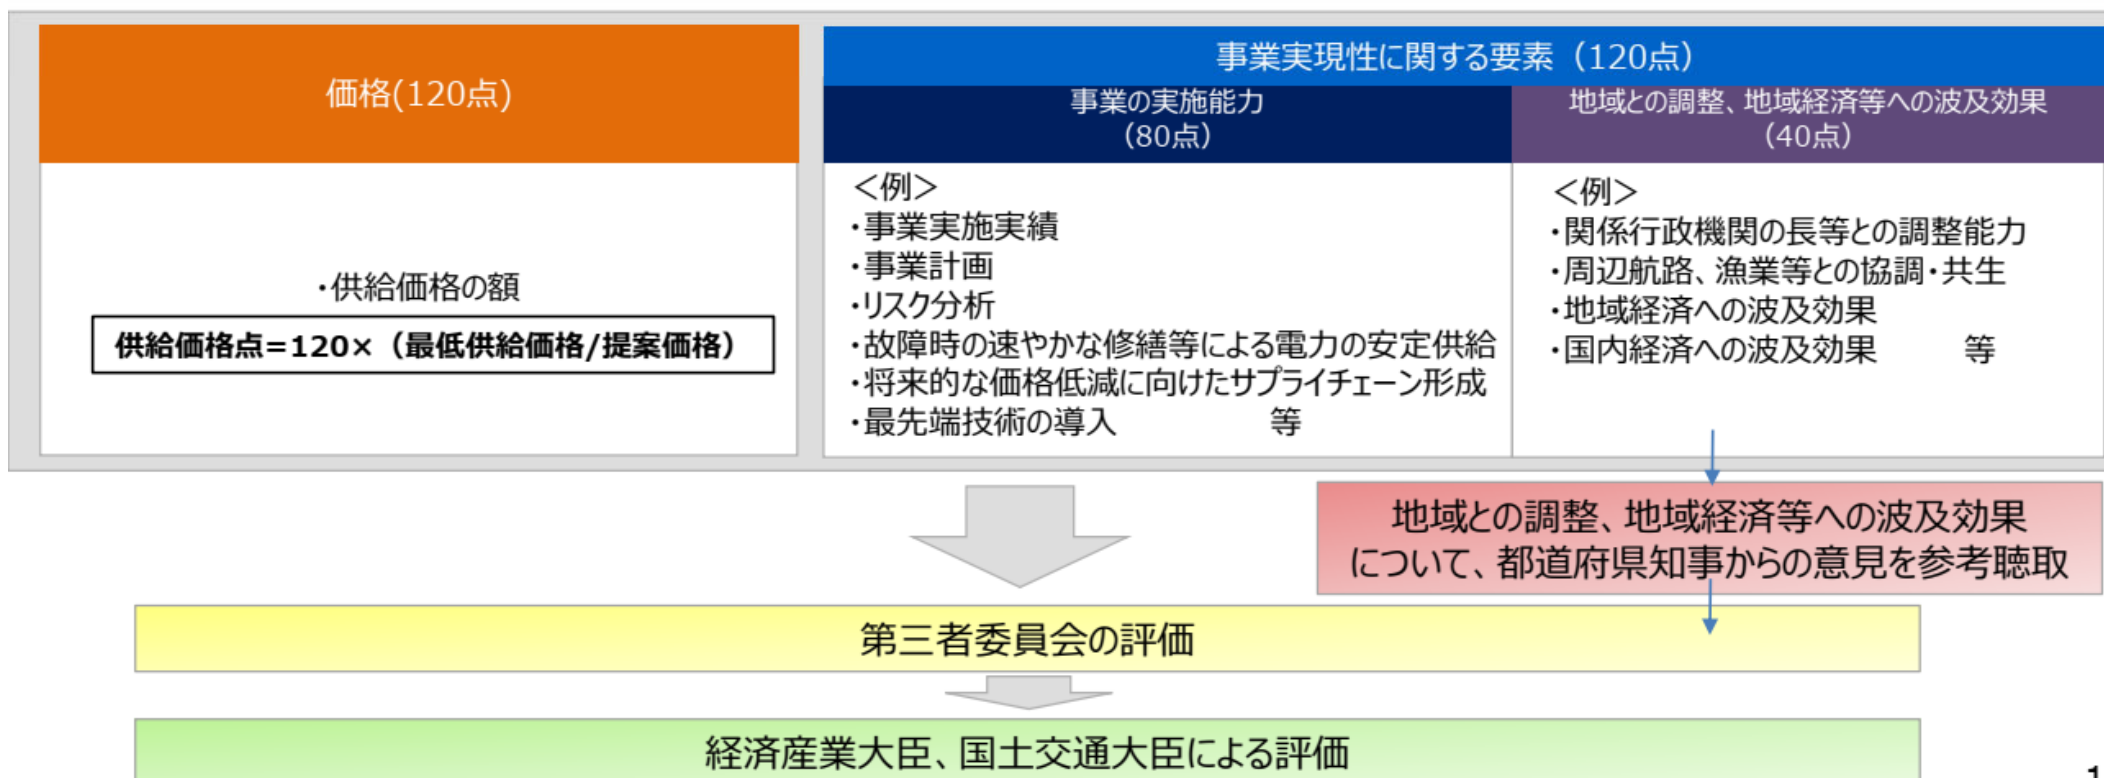 価格(120点)
・供給価格の額
供給価格点=120×（最低供給価格/提案価格）
事業実現性に関する要素（120点）
事業の実施能力
（80点）
＜例＞
・事業実施実績
・事業計画
・リスク分析
・故障時の速やかな修繕等による電力の安定供給
・将来的な価格低減に向けたサプライチェーン形成
・最先端技術の導入　　　　　等
地域との調整、地域経済等への波及効果
（40点）
＜例＞
・関係行政機関の長等との調整能力
・周辺航路、漁業等との協調・共生
・地域経済への波及効果
・国内経済への波及効果　　　等
地域との調整、地域経済等への波及効果
について、都道府県知事からの意見を参考聴取
第三者委員会の評価
経済産業大臣、国土交通大臣による評価